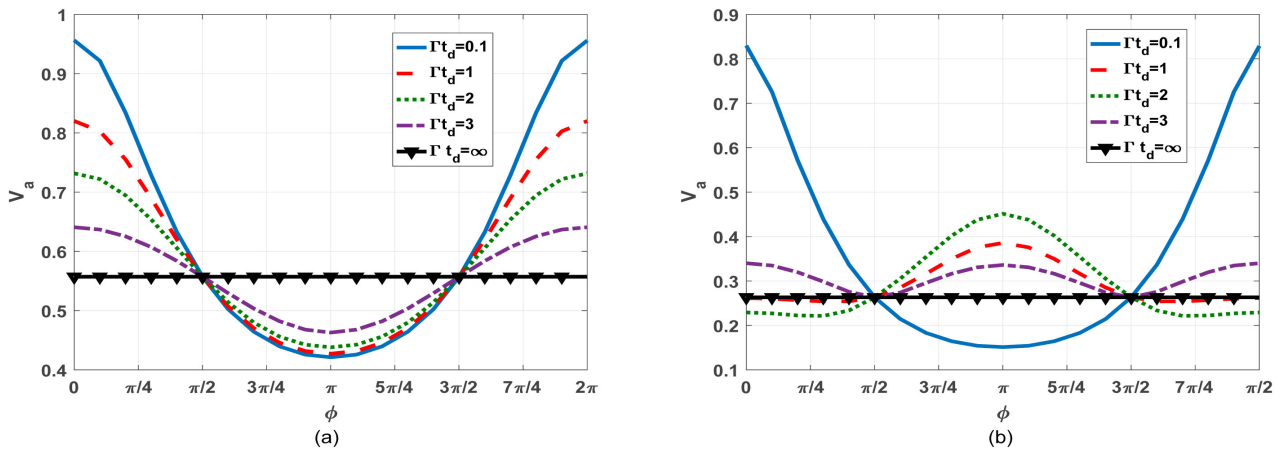 1
0.9
0.8
0.7
0.6
0.5
0.4
V_a
0 π/4 π/2 3π/4 π 5π/4 3π/2 7π/4 2π
ϕ
Γt_d=0.1
Γt_d=1
Γt_d=2
Γt_d=3
Γ t_d=∞
(a)
0.9
0.8
0.7
0.6
0.5
0.4
0.3
0.2
0.1
V_a
0 π/4 π/2 3π/4 π 5π/4 3π/2 7π/4 π/2
ϕ
Γt_d=0.1
Γt_d=1
Γt_d=2
Γt_d=3
Γ t_d=∞
(b)